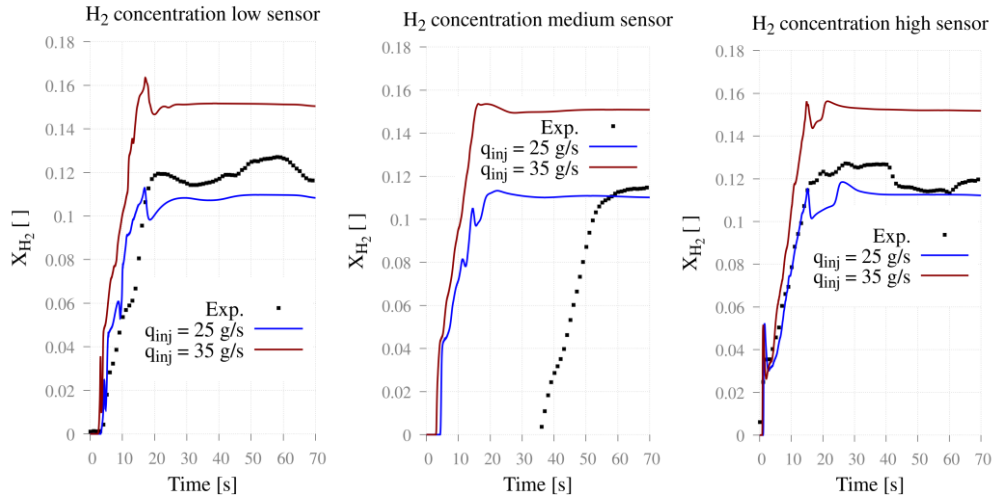 H2 concentration low sensor
0.18
0.16
0.14
0.12
0.1
0.08
0.06
0.04
0.02
0
XH2 [ ]
Exp.
qinj = 25 g/s
qinj = 35 g/s
0 10 20 30 40 50 60 70
Time [s]
H2 concentration medium sensor
0.18
0.16
0.14
0.12
0.1
0.08
0.06
0.04
0.02
0
XH2 [ ]
Exp.
qinj = 25 g/s
qinj = 35 g/s
0 10 20 30 40 50 60 70
Time [s]
H2 concentration high sensor
0.18
0.16
0.14
0.12
0.1
0.08
0.06
0.04
0.02
0
XH2 [ ]
Exp.
qinj = 25 g/s
qinj = 35 g/s
0 10 20 30 40 50 60 70
Time [s]